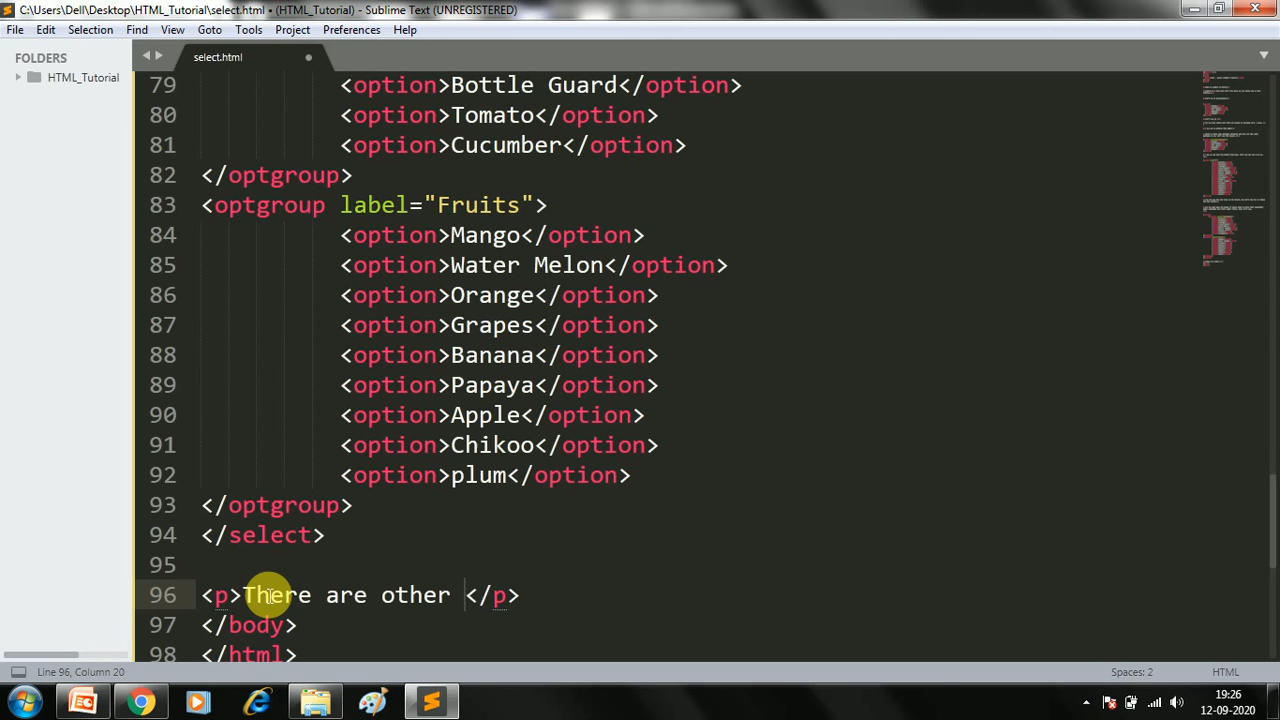 C:\Users\Dell\Desktop\HTML_Tutorial\select.html • (HTML_Tutorial) - Sublime Text (UNREGISTERED)
File Edit Selection Find View Goto Tools Project Preferences Help
FOLDERS
HTML_Tutorial
select.html
79 <option>Bottle Guard</option>
80 <option>Tomato</option>
81 <option>Cucumber</option>
82 </optgroup>
83 <optgroup label="Fruits">
84 <option>Mango</option>
85 <option>Water Melon</option>
86 <option>Orange</option>
87 <option>Grapes</option>
88 <option>Banana</option>
89 <option>Papaya</option>
90 <option>Apple</option>
91 <option>Chikoo</option>
92 <option>plum</option>
93 </optgroup>
94 </select>
95
96 <p>There are other </p>
97 </body>
98 </html>
Line 96, Column 20
Spaces: 2
HTML
19:26
12-09-2020